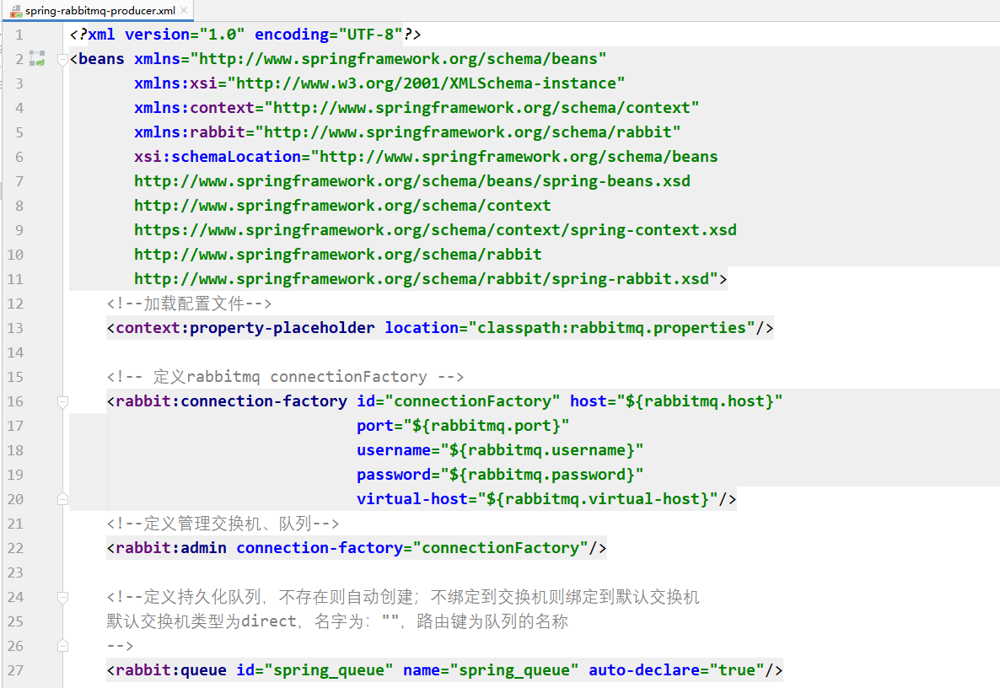 spring-rabbitmq-producer.xml
1 <?xml version="1.0" encoding="UTF-8"?>
2 <beans xmlns="http://www.springframework.org/schema/beans"
3 xmlns:xsi="http://www.w3.org/2001/XMLSchema-instance"
4 xmlns:context="http://www.springframework.org/schema/context"
5 xmlns:rabbit="http://www.springframework.org/schema/rabbit"
6 xsi:schemaLocation="http://www.springframework.org/schema/beans
7 http://www.springframework.org/schema/beans/spring-beans.xsd
8 http://www.springframework.org/schema/context
9 https://www.springframework.org/schema/context/spring-context.xsd
10 http://www.springframework.org/schema/rabbit
11 http://www.springframework.org/schema/rabbit/spring-rabbit.xsd">
12 <!--加载配置文件-->
13 <context:property-placeholder location="classpath:rabbitmq.properties"/>
14
15 <!-- 定义rabbitmq connectionFactory -->
16 <rabbit:connection-factory id="connectionFactory" host="${rabbitmq.host}"
17 port="${rabbitmq.port}"
18 username="${rabbitmq.username}"
19 password="${rabbitmq.password}"
20 virtual-host="${rabbitmq.virtual-host}"/>
21 <!--定义管理交换机、队列-->
22 <rabbit:admin connection-factory="connectionFactory"/>
23
24 <!--定义持久化队列，不存在则自动创建；不绑定到交换机则绑定到默认交换机
25 默认交换机类型为direct，名字为：""，路由键为队列的名称
26 -->
27 <rabbit:queue id="spring_queue" name="spring_queue" auto-declare="true"/>